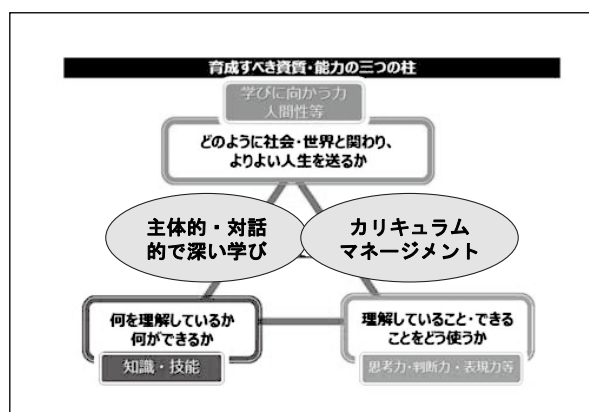 育成すべき資質・能力の三つの柱
学びに向かう力
人間性等
どのように社会・世界と関わり、
よりよい人生を送るか
主体的・対話
的で深い学び
カリキュラム
マネージメント
何を理解しているか
何ができるか
知識・技能
理解していること・できる
ことをどう使うか
思考力・判断力・表現力等